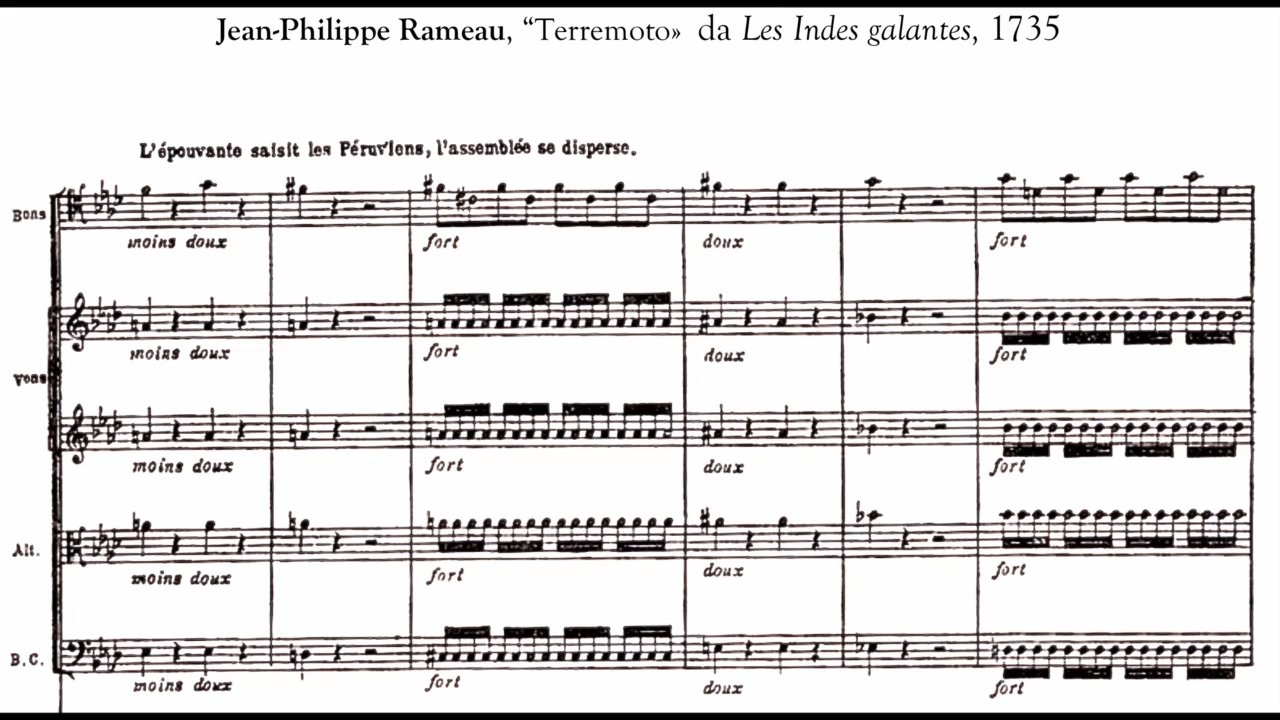 Jean-Philippe Rameau, “Terremoto» da Les Indes galantes, 1735
L'épouvante saisit les Péruviens, l'assemblée se disperse.
Bons
moins doux fort doux fort
moins doux fort doux fort
Vons
moins doux fort doux fort
Alt.
moins doux fort doux fort
B.C.
moins doux fort doux fort